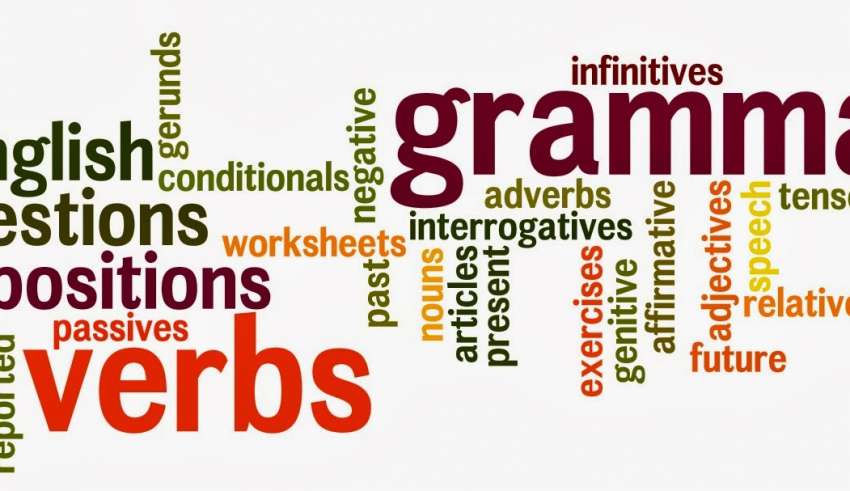 gerunds
nglish
conditionals
estions
worksheets
positions
passives
verbs
reported
negative
past
infinitives
gramma
adverbs
interrogatives
nouns
articles
present
exercises
genitive
affirmative
adjectives
speech
tense
relative
future